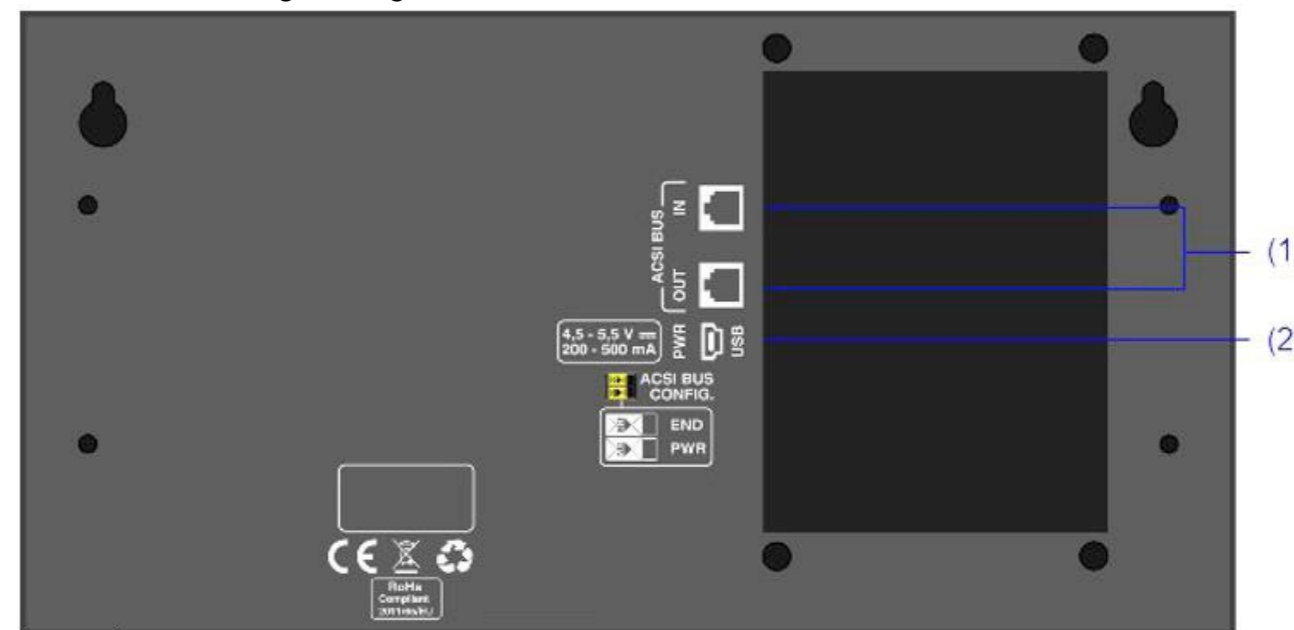 IN
ACSI BUS
OUT
(1
4,5 - 5,5 V
200 - 500 mA
PWR
USB
(2
ACSI BUS
CONFIG.
END
PWR
CE
RoHs
Compliant